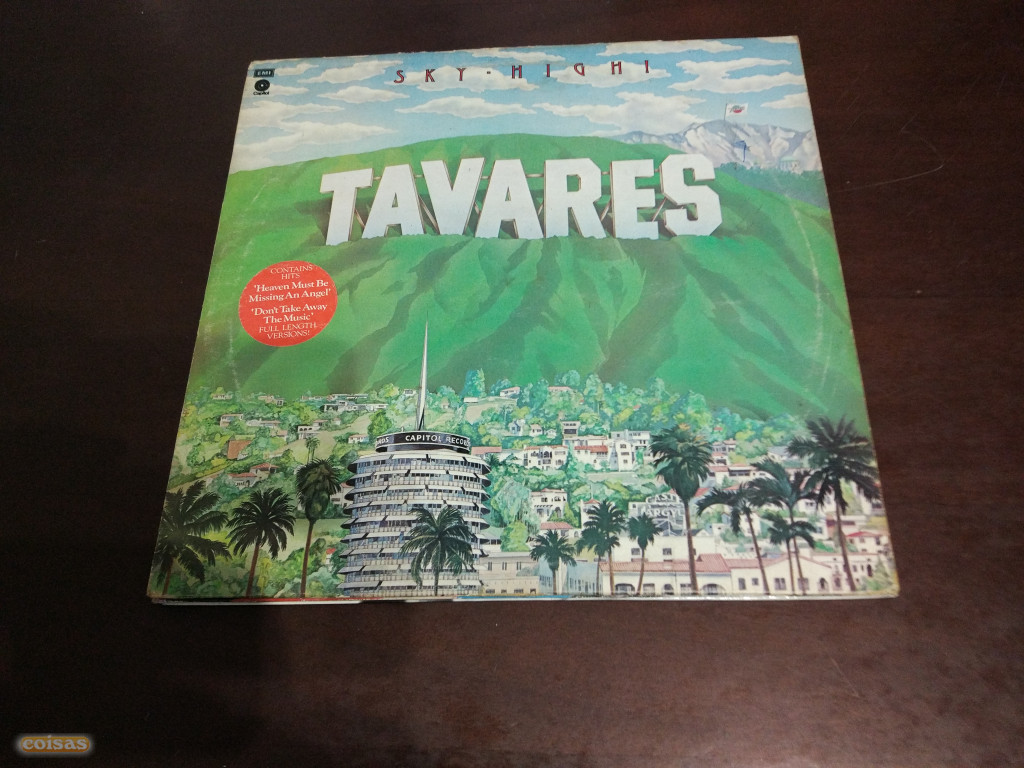 EMI
Capitol
SKY-HIGH!
TAVARES
CONTAINS
HITS
'Heaven Must Be
Missing An Angel'
'Don't Take Away
The Music'
FULL LENGTH
VERSIONS!
CAPITOL RECORDS
coisas